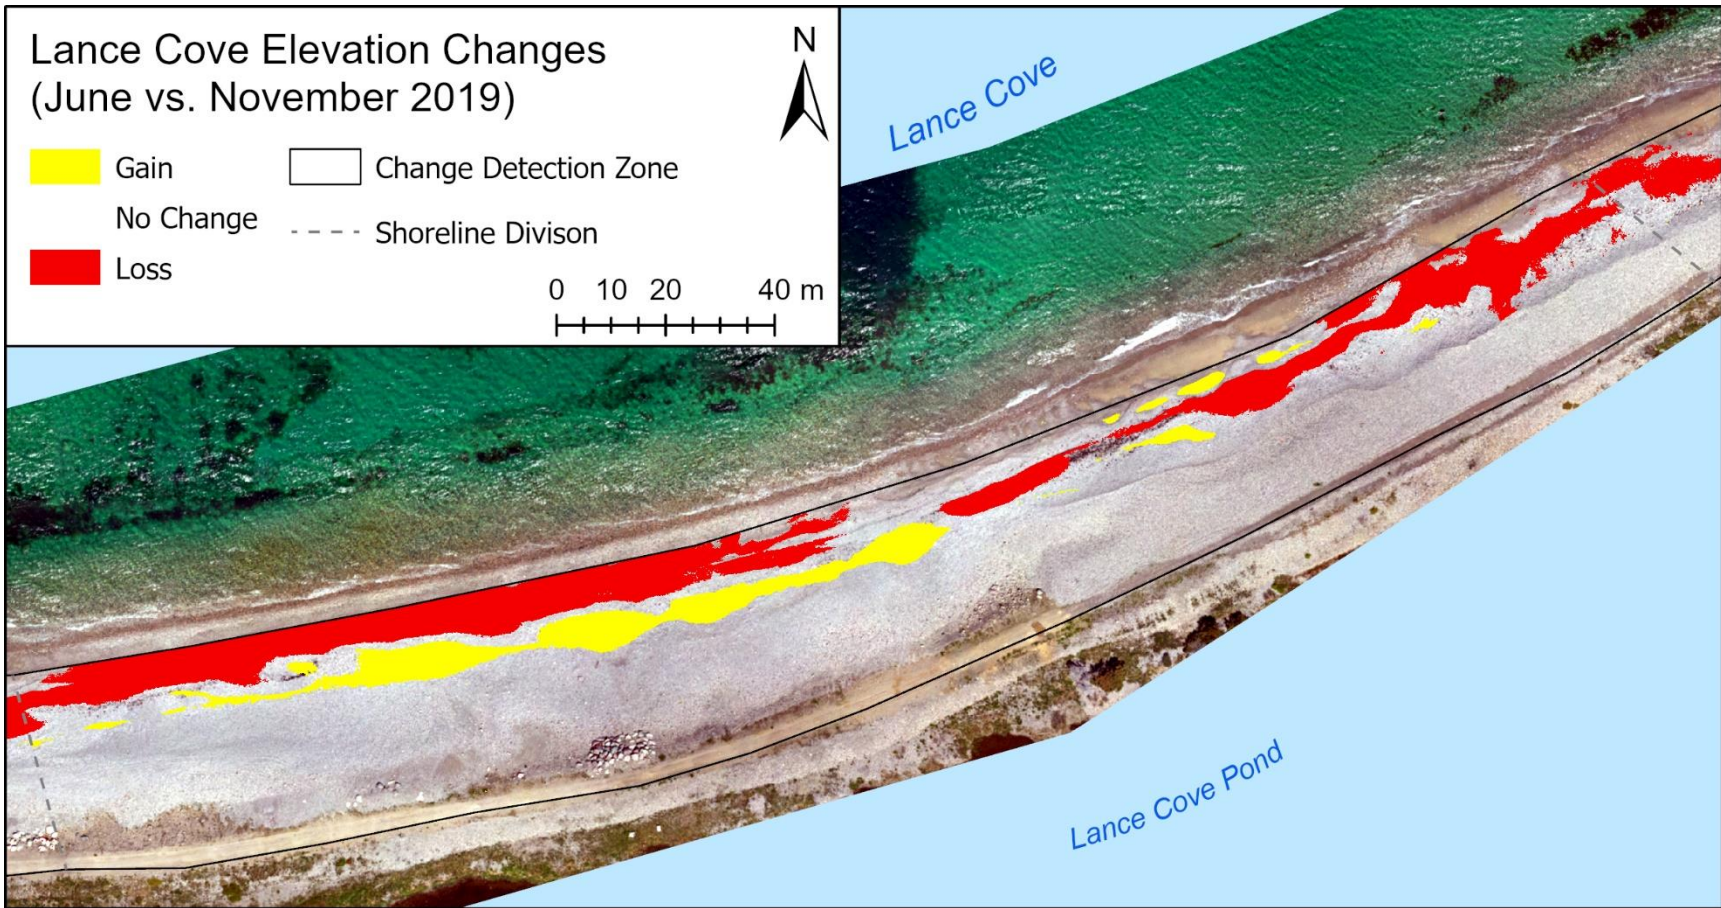 Lance Cove Elevation Changes
(June vs. November 2019)
N
Gain
Change Detection Zone
No Change
Shoreline Divison
Loss
0 10 20 40 m
Lance Cove
Lance Cove Pond